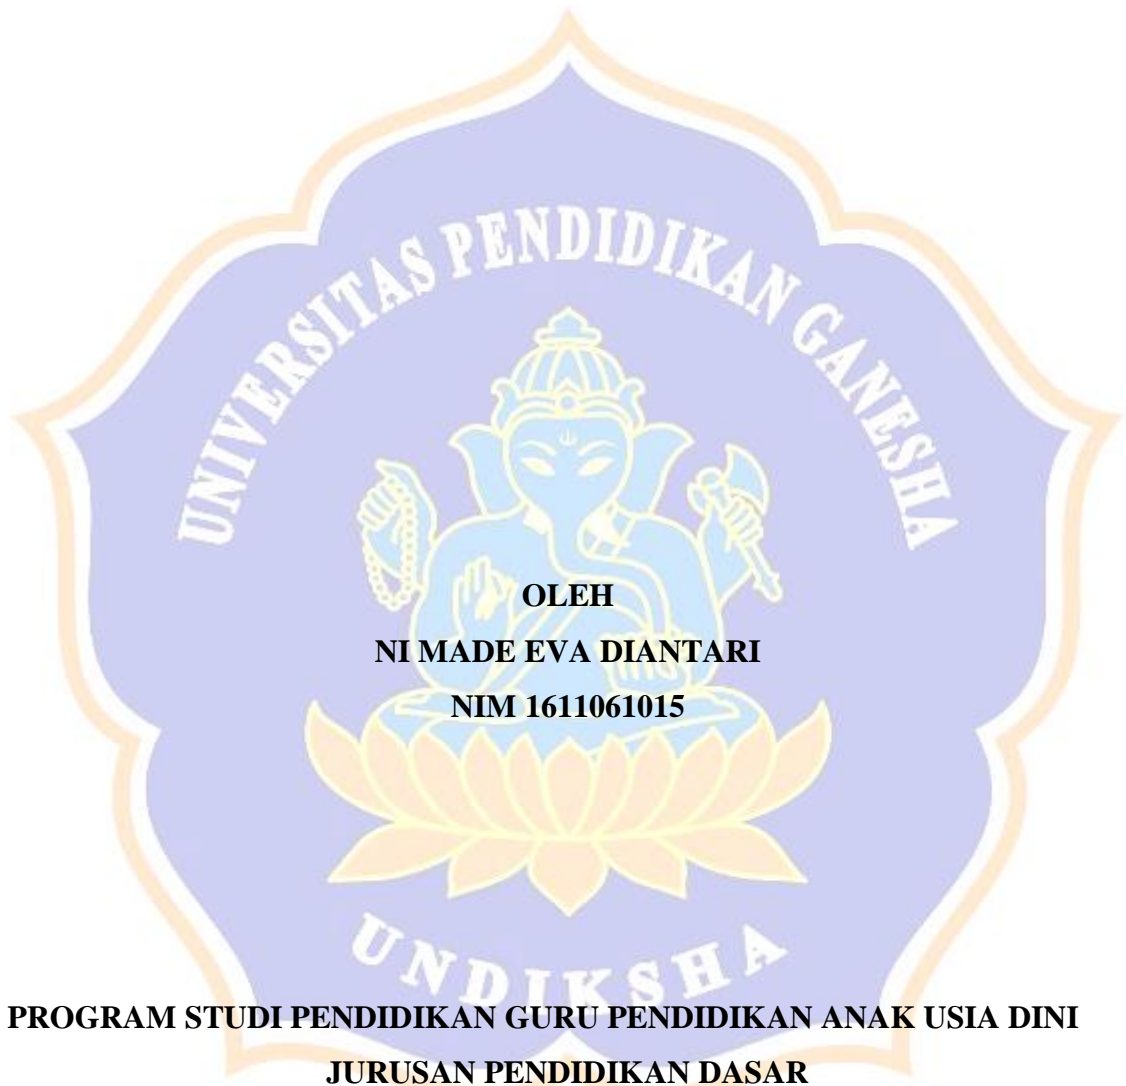 UNIVERSITAS PENDIDIKAN GANESHA
OLEH
NI MADE EVA DIANTARI
NIM 1611061015
UNDIKSHA
PROGRAM STUDI PENDIDIKAN GURU PENDIDIKAN ANAK USIA DINI
JURUSAN PENDIDIKAN DASAR